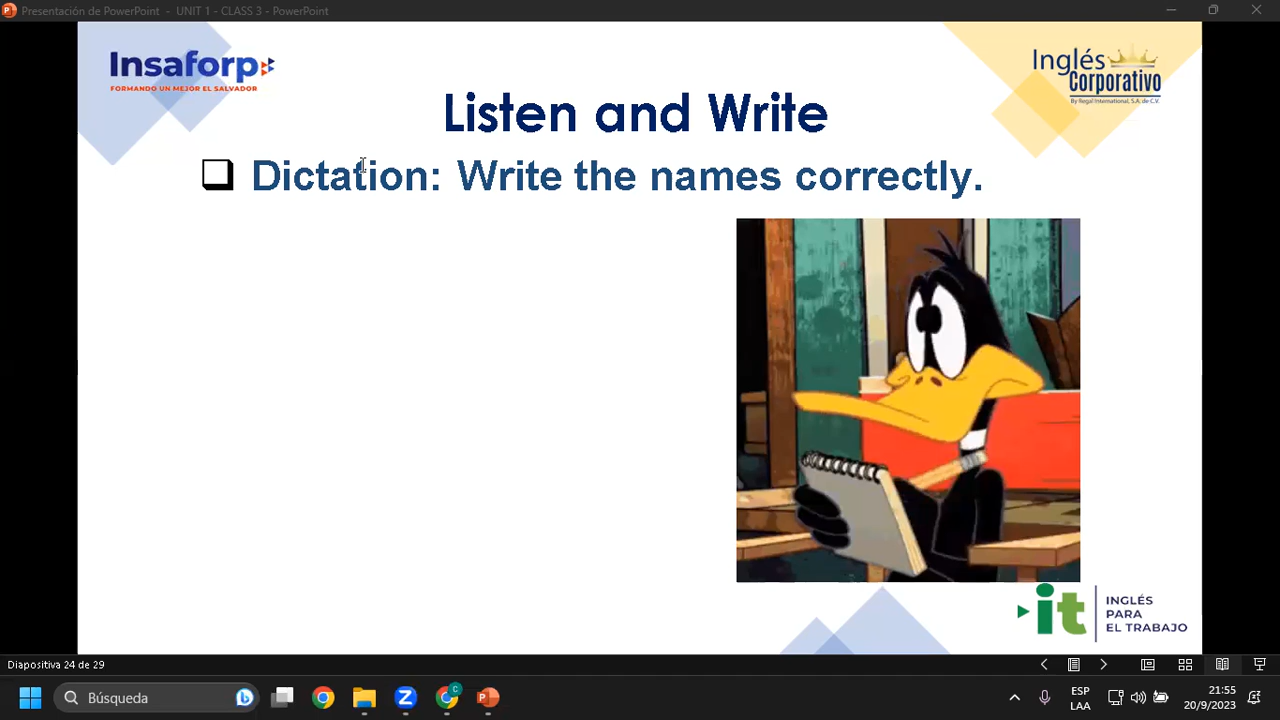 Presentación de PowerPoint - UNIT 1 - CLASS 3 - PowerPoint
Insaforp
FORMANDO UN MEJOR EL SALVADOR
Inglés
Corporativo
By Regal International, S.A. de C.V.
Listen and Write
Dictation: Write the names correctly.
it
INGLÉS
PARA
EL TRABAJO
Diapositiva 24 de 29
Búsqueda
C
ESP
LAA
21:55
20/9/2023